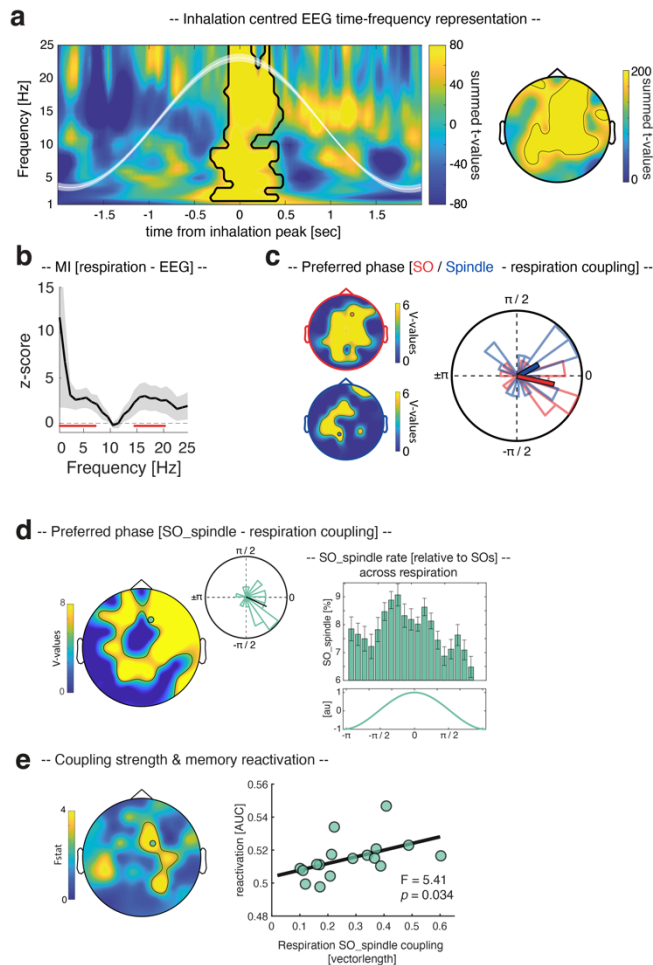 a
-- Inhalation centred EEG time-frequency representation --
25
20
15
10
5
1
Frequency [Hz]
-1.5 -1 -0.5 0 0.5 1 1.5
time from inhalation peak [sec]
80
40
0
-40
-80
summed t-values
200
100
0
summed t-values
b
-- MI [respiration - EEG] --
15
10
5
0
z-score
0 5 10 15 20 25
Frequency [Hz]
c
-- Preferred phase [SO / Spindle - respiration coupling] --
6
0
V-values
6
0
V-values
π / 2
±π
0
-π / 2
d
-- Preferred phase [SO_spindle - respiration coupling] --
8
0
V-values
π / 2
±π
0
-π / 2
-- SO_spindle rate [relative to SOs] --
across respiration
9
8
7
6
SO_spindle [%]
1
0
-1
[au]
-π -π / 2 0 π / 2
e
-- Coupling strength & memory reactivation --
4
0
Fstat
0.56
0.54
0.52
0.5
0.48
reactivation [AUC]
F = 5.41
p = 0.034
0 0.1 0.2 0.3 0.4 0.5 0.6
Respiration SO_spindle coupling
[vectorlength]